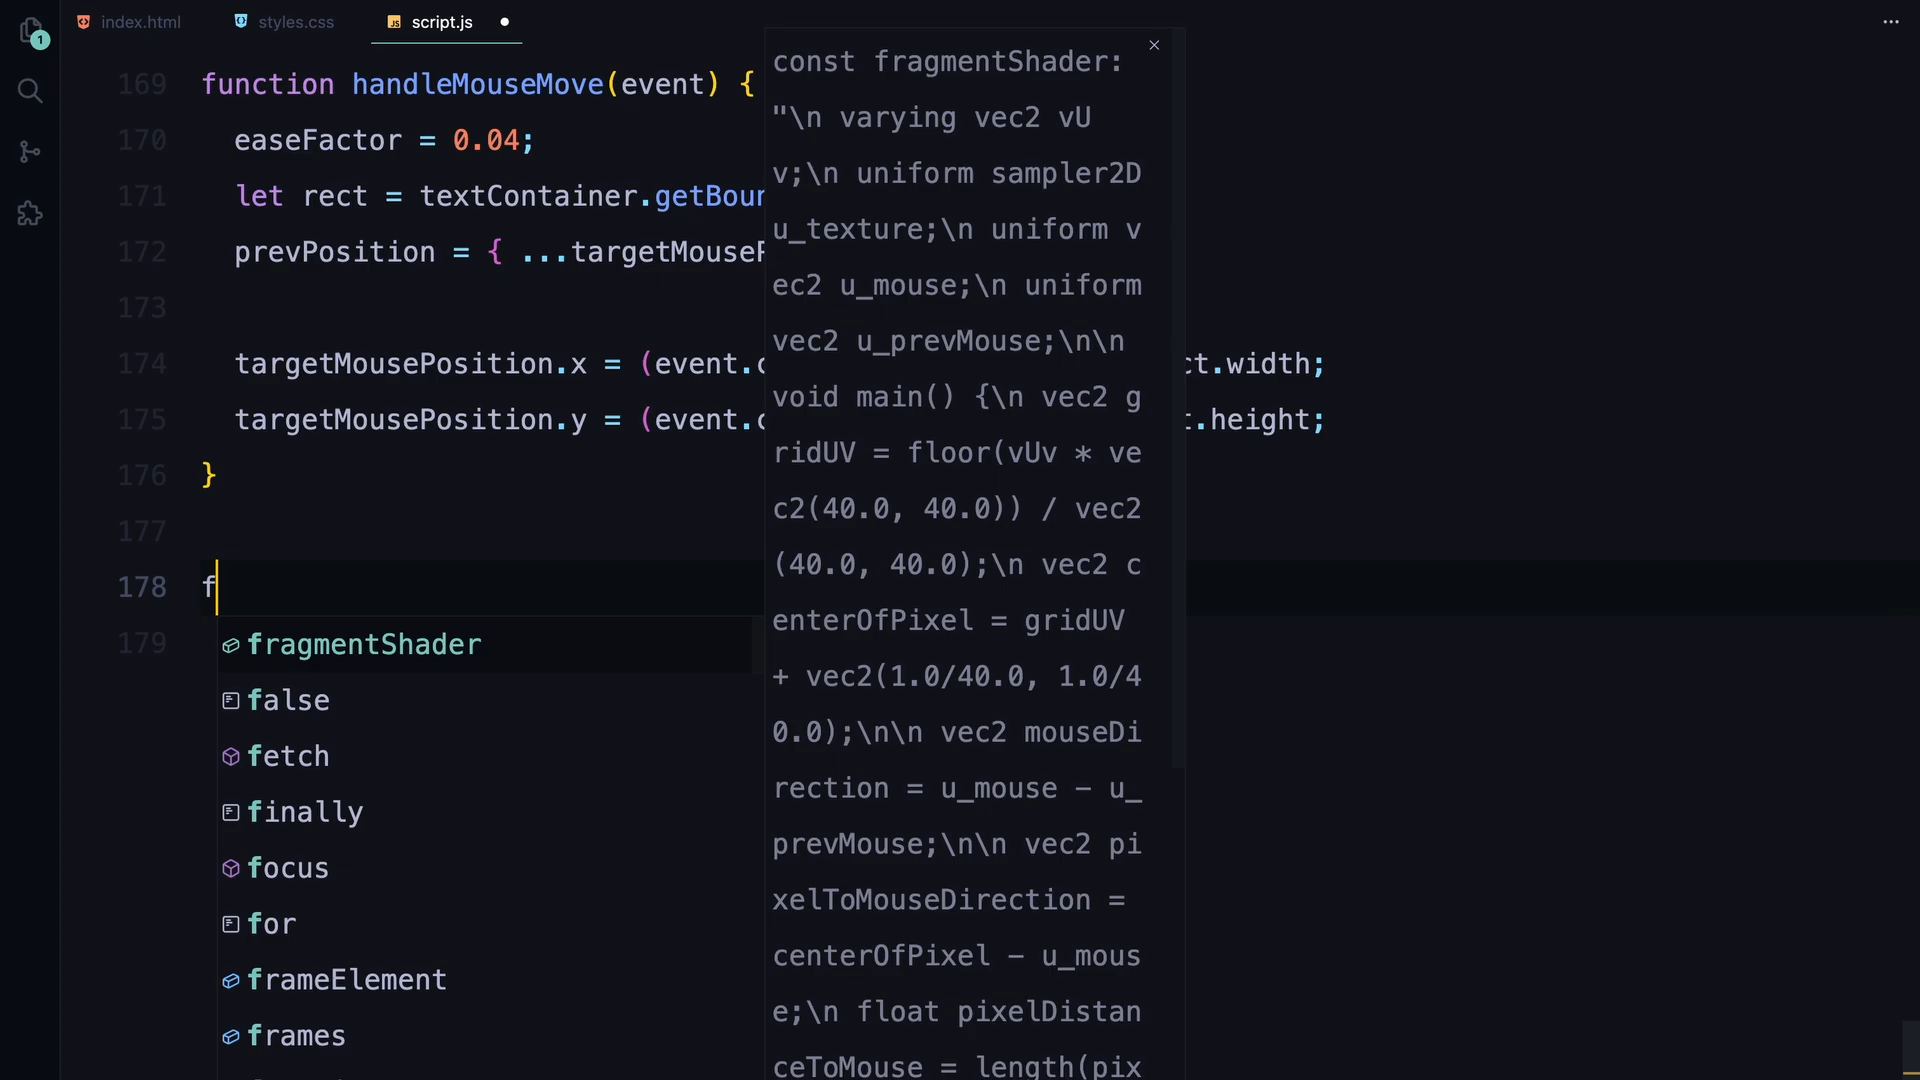 index.html
styles.css
JS script.js
1
169 function handleMouseMove(event) {
170 easeFactor = 0.04;
171 let rect = textContainer.getBour
172 prevPosition = { ...targetMouseP
173
174 targetMousePosition.x = (event.c
ct.width;
175 targetMousePosition.y = (event.c
t.height;
176 }
177
178 f
179
fragmentShader
false
fetch
finally
focus
for
frameElement
frames
const fragmentShader:
"\n varying vec2 vU
v;\n uniform sampler2D
u_texture;\n uniform v
ec2 u_mouse;\n uniform
vec2 u_prevMouse;\n\n
void main() {\n vec2 g
ridUV = floor(vUv * ve
c2(40.0, 40.0)) / vec2
(40.0, 40.0);\n vec2 c
enterOfPixel = gridUV
+ vec2(1.0/40.0, 1.0/4
0.0);\n\n vec2 mouseDi
rection = u_mouse - u_
prevMouse;\n\n vec2 pi
xelToMouseDirection =
centerOfPixel - u_mous
e;\n float pixelDistan
ceToMouse = length(pix